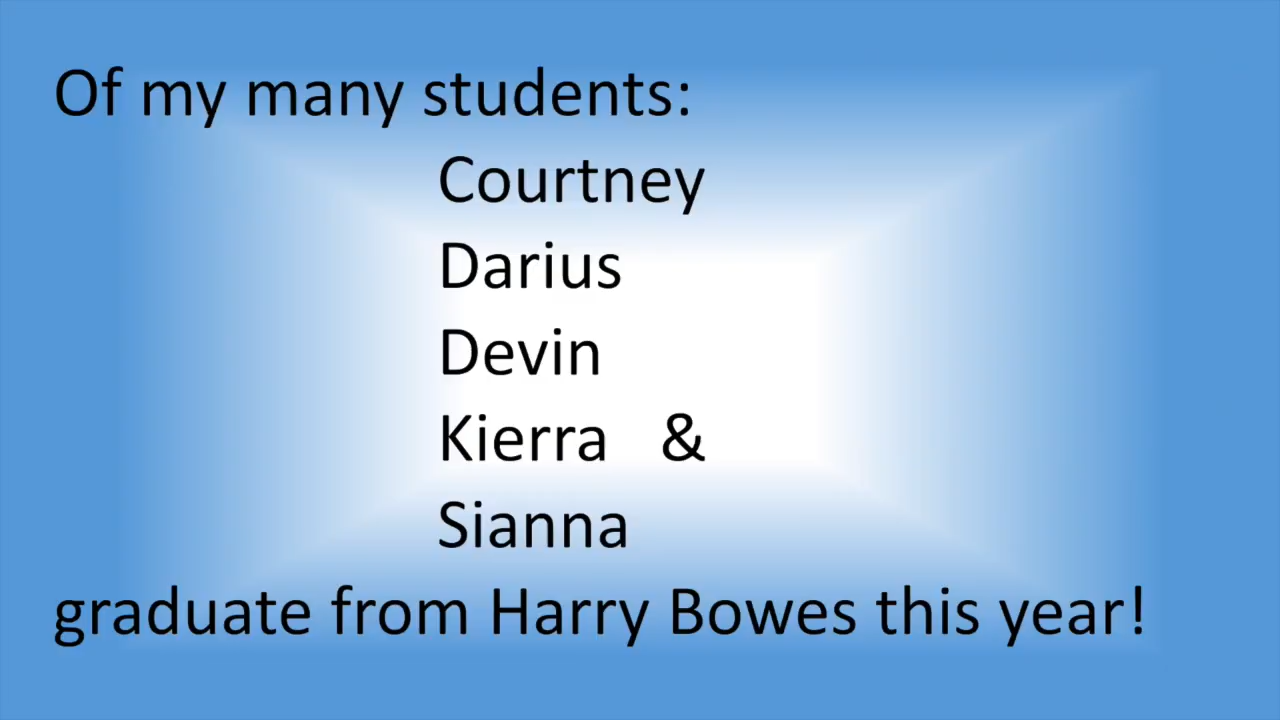 Of my many students:
Courtney
Darius
Devin
Kierra &
Sianna
graduate from Harry Bowes this year!